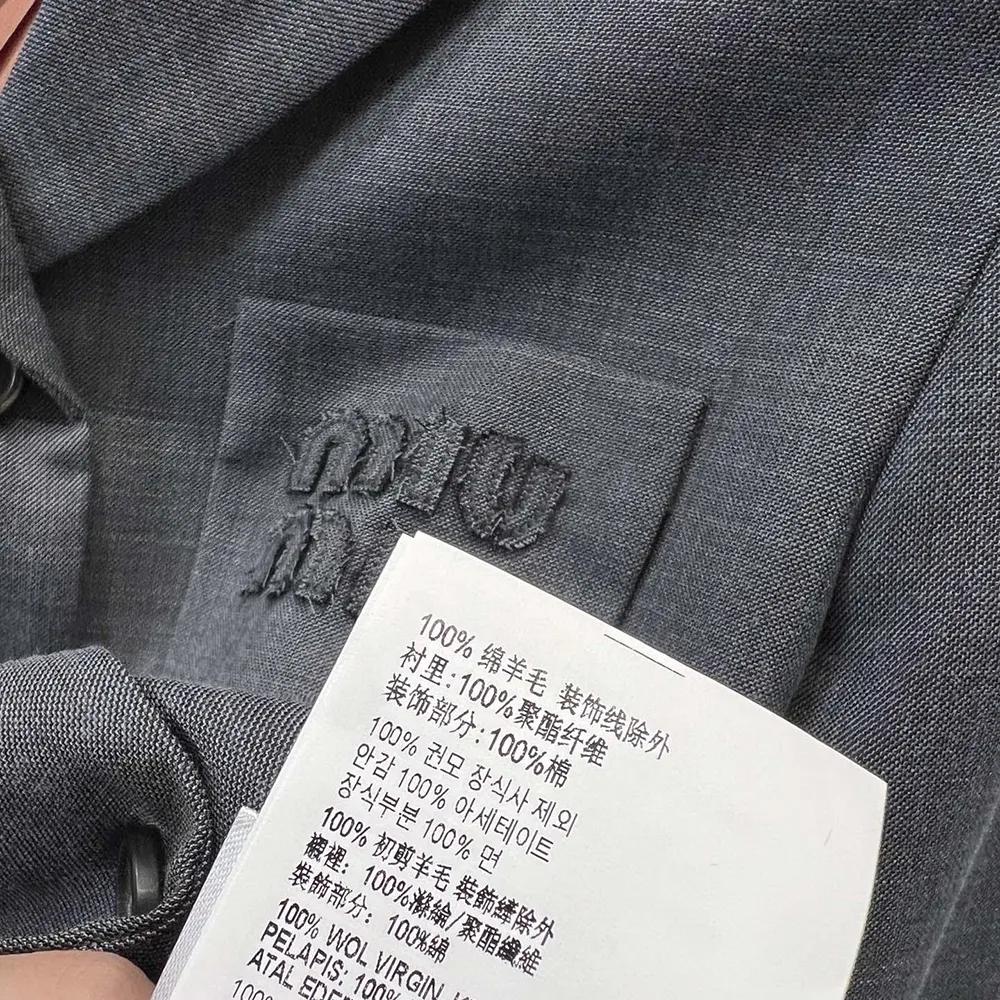 miu
100% 绵羊毛 装饰线除外
衬里:100%聚酯纤维
装饰部分:100%棉
100% 권모 장식사 제외
안감 100% 아세테이트
장식부분 100% 면
100% 初剪羊毛 裝飾縫除外
襯裡: 100%滌綸/聚酯纖維
裝飾部分: 100%綿
100% WOL VIRGIN
PELAPIS: 100%
ATAL